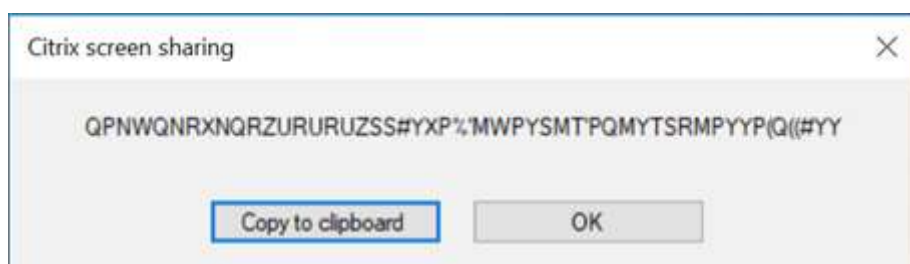 Citrix screen sharing
QPNWQNRXNQRZURURUZSS#YXP%'MWPYSMT'PQMYTSRMPYYP(Q((#YY
Copy to clipboard OK